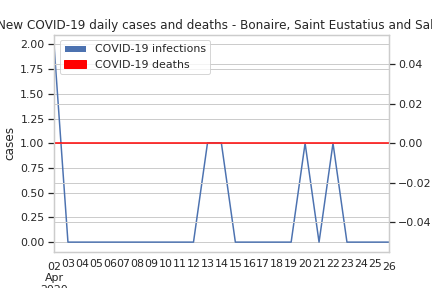 New COVID-19 daily cases and deaths - Bonaire, Saint Eustatius and Sa
COVID-19 infections
COVID-19 deaths
cases
2.00
1.75
1.50
1.25
1.00
0.75
0.50
0.25
0.00
0.04
0.02
0.00
−0.02
−0.04
02 03 04 05 06 07 08 09 10 11 12 13 14 15 16 17 18 19 20 21 22 23 24 25 26
Apr
2020